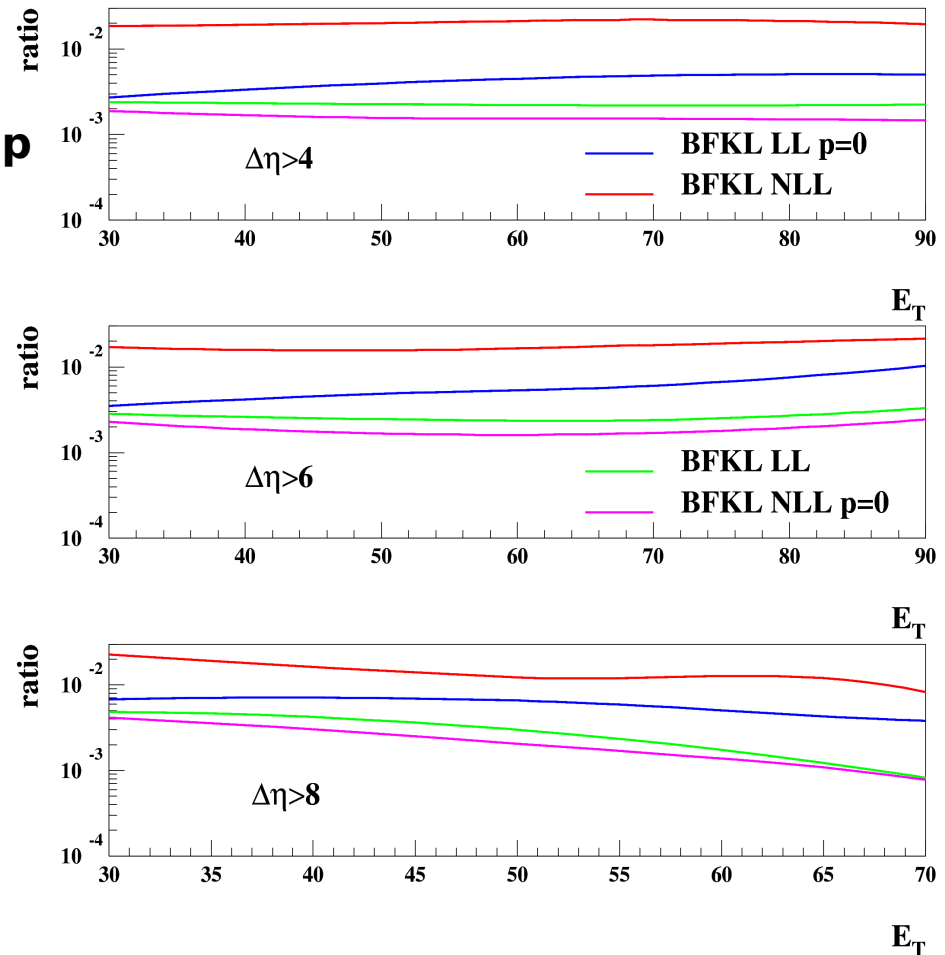 ratio
10 -2
10 -3
10 -4
p
Δη>4
BFKL LL p=0
BFKL NLL
30 40 50 60 70 80 90
E_T
ratio
10 -2
10 -3
10 -4
Δη>6
BFKL LL
BFKL NLL p=0
30 40 50 60 70 80 90
E_T
ratio
10 -2
10 -3
10 -4
Δη>8
30 35 40 45 50 55 60 65 70
E_T